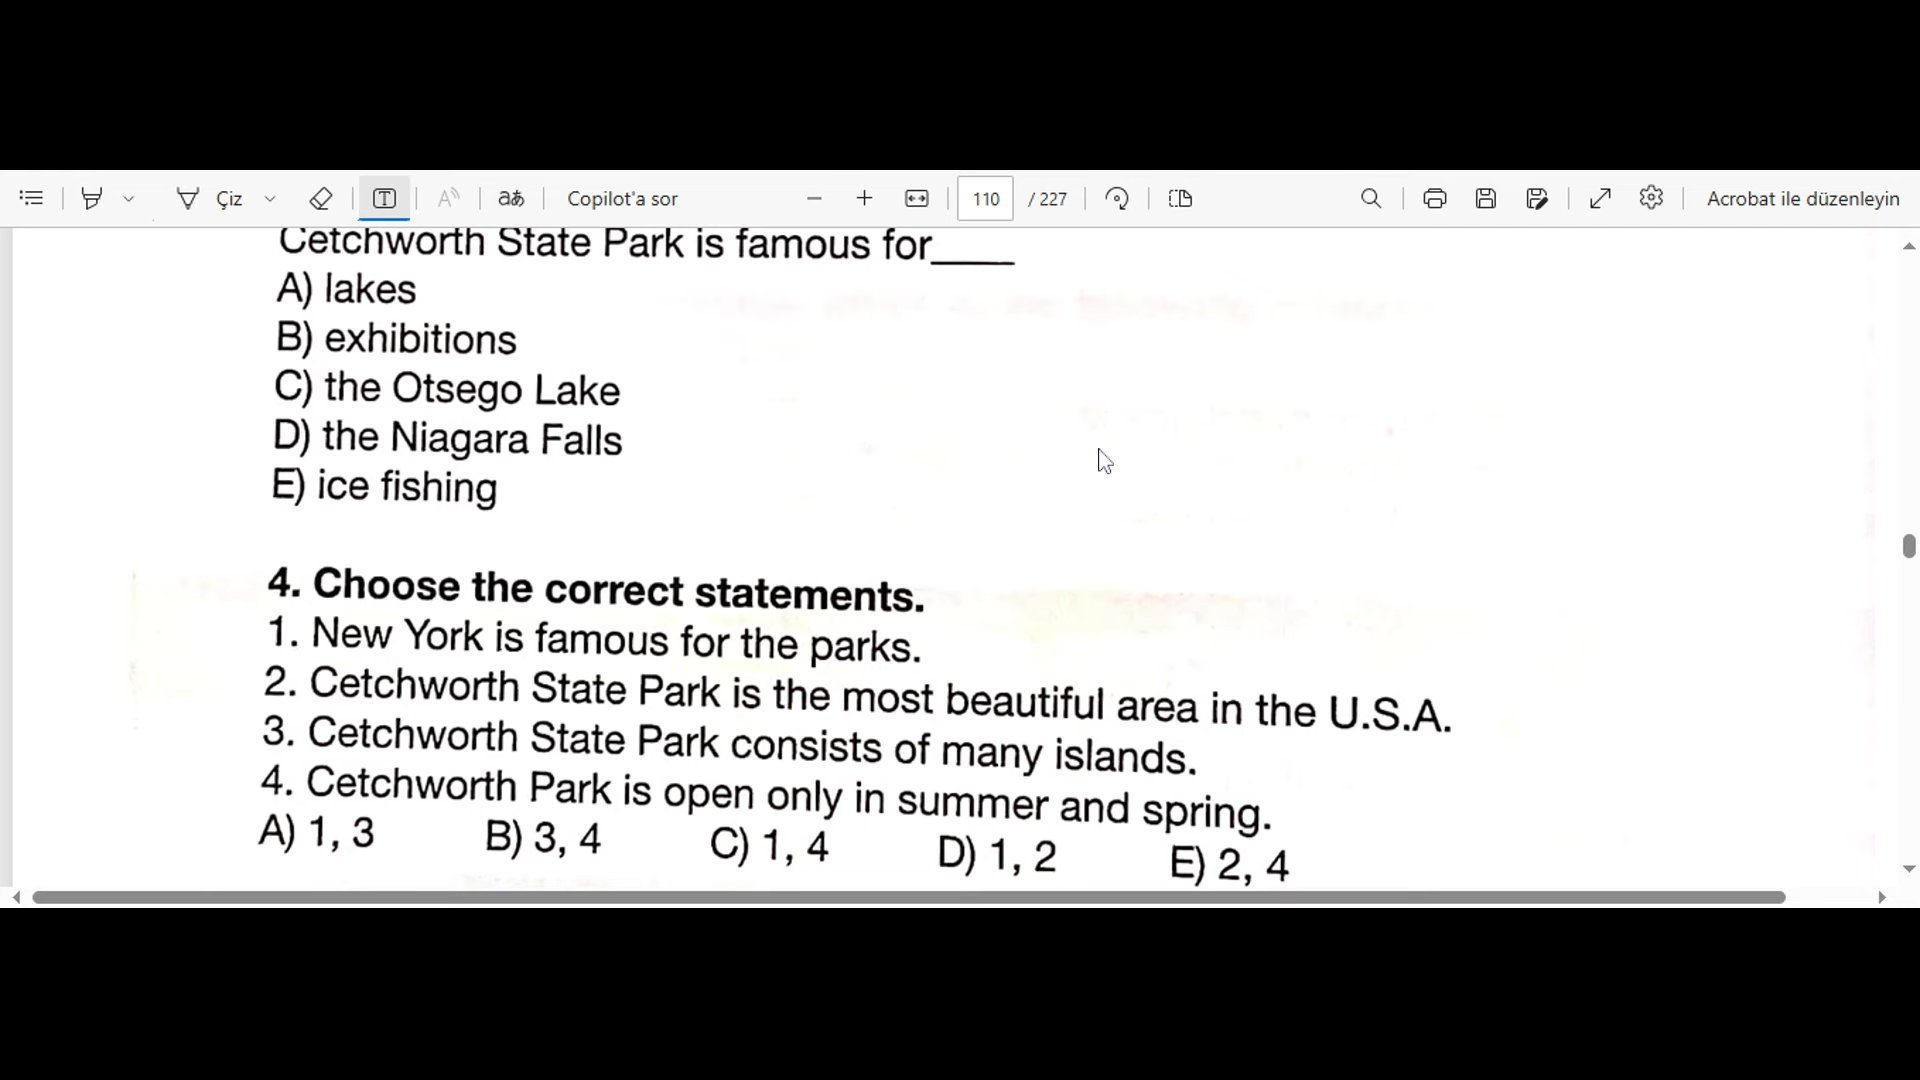 Çiz
Copilot'a sor
110 / 227
Acrobat ile düzenleyin
Cetchworth State Park is famous for____
A) lakes
B) exhibitions
C) the Otsego Lake
D) the Niagara Falls
E) ice fishing
4. Choose the correct statements.
1. New York is famous for the parks.
2. Cetchworth State Park is the most beautiful area in the U.S.A.
3. Cetchworth State Park consists of many islands.
4. Cetchworth Park is open only in summer and spring.
A) 1, 3 B) 3, 4 C) 1, 4 D) 1, 2 E) 2, 4